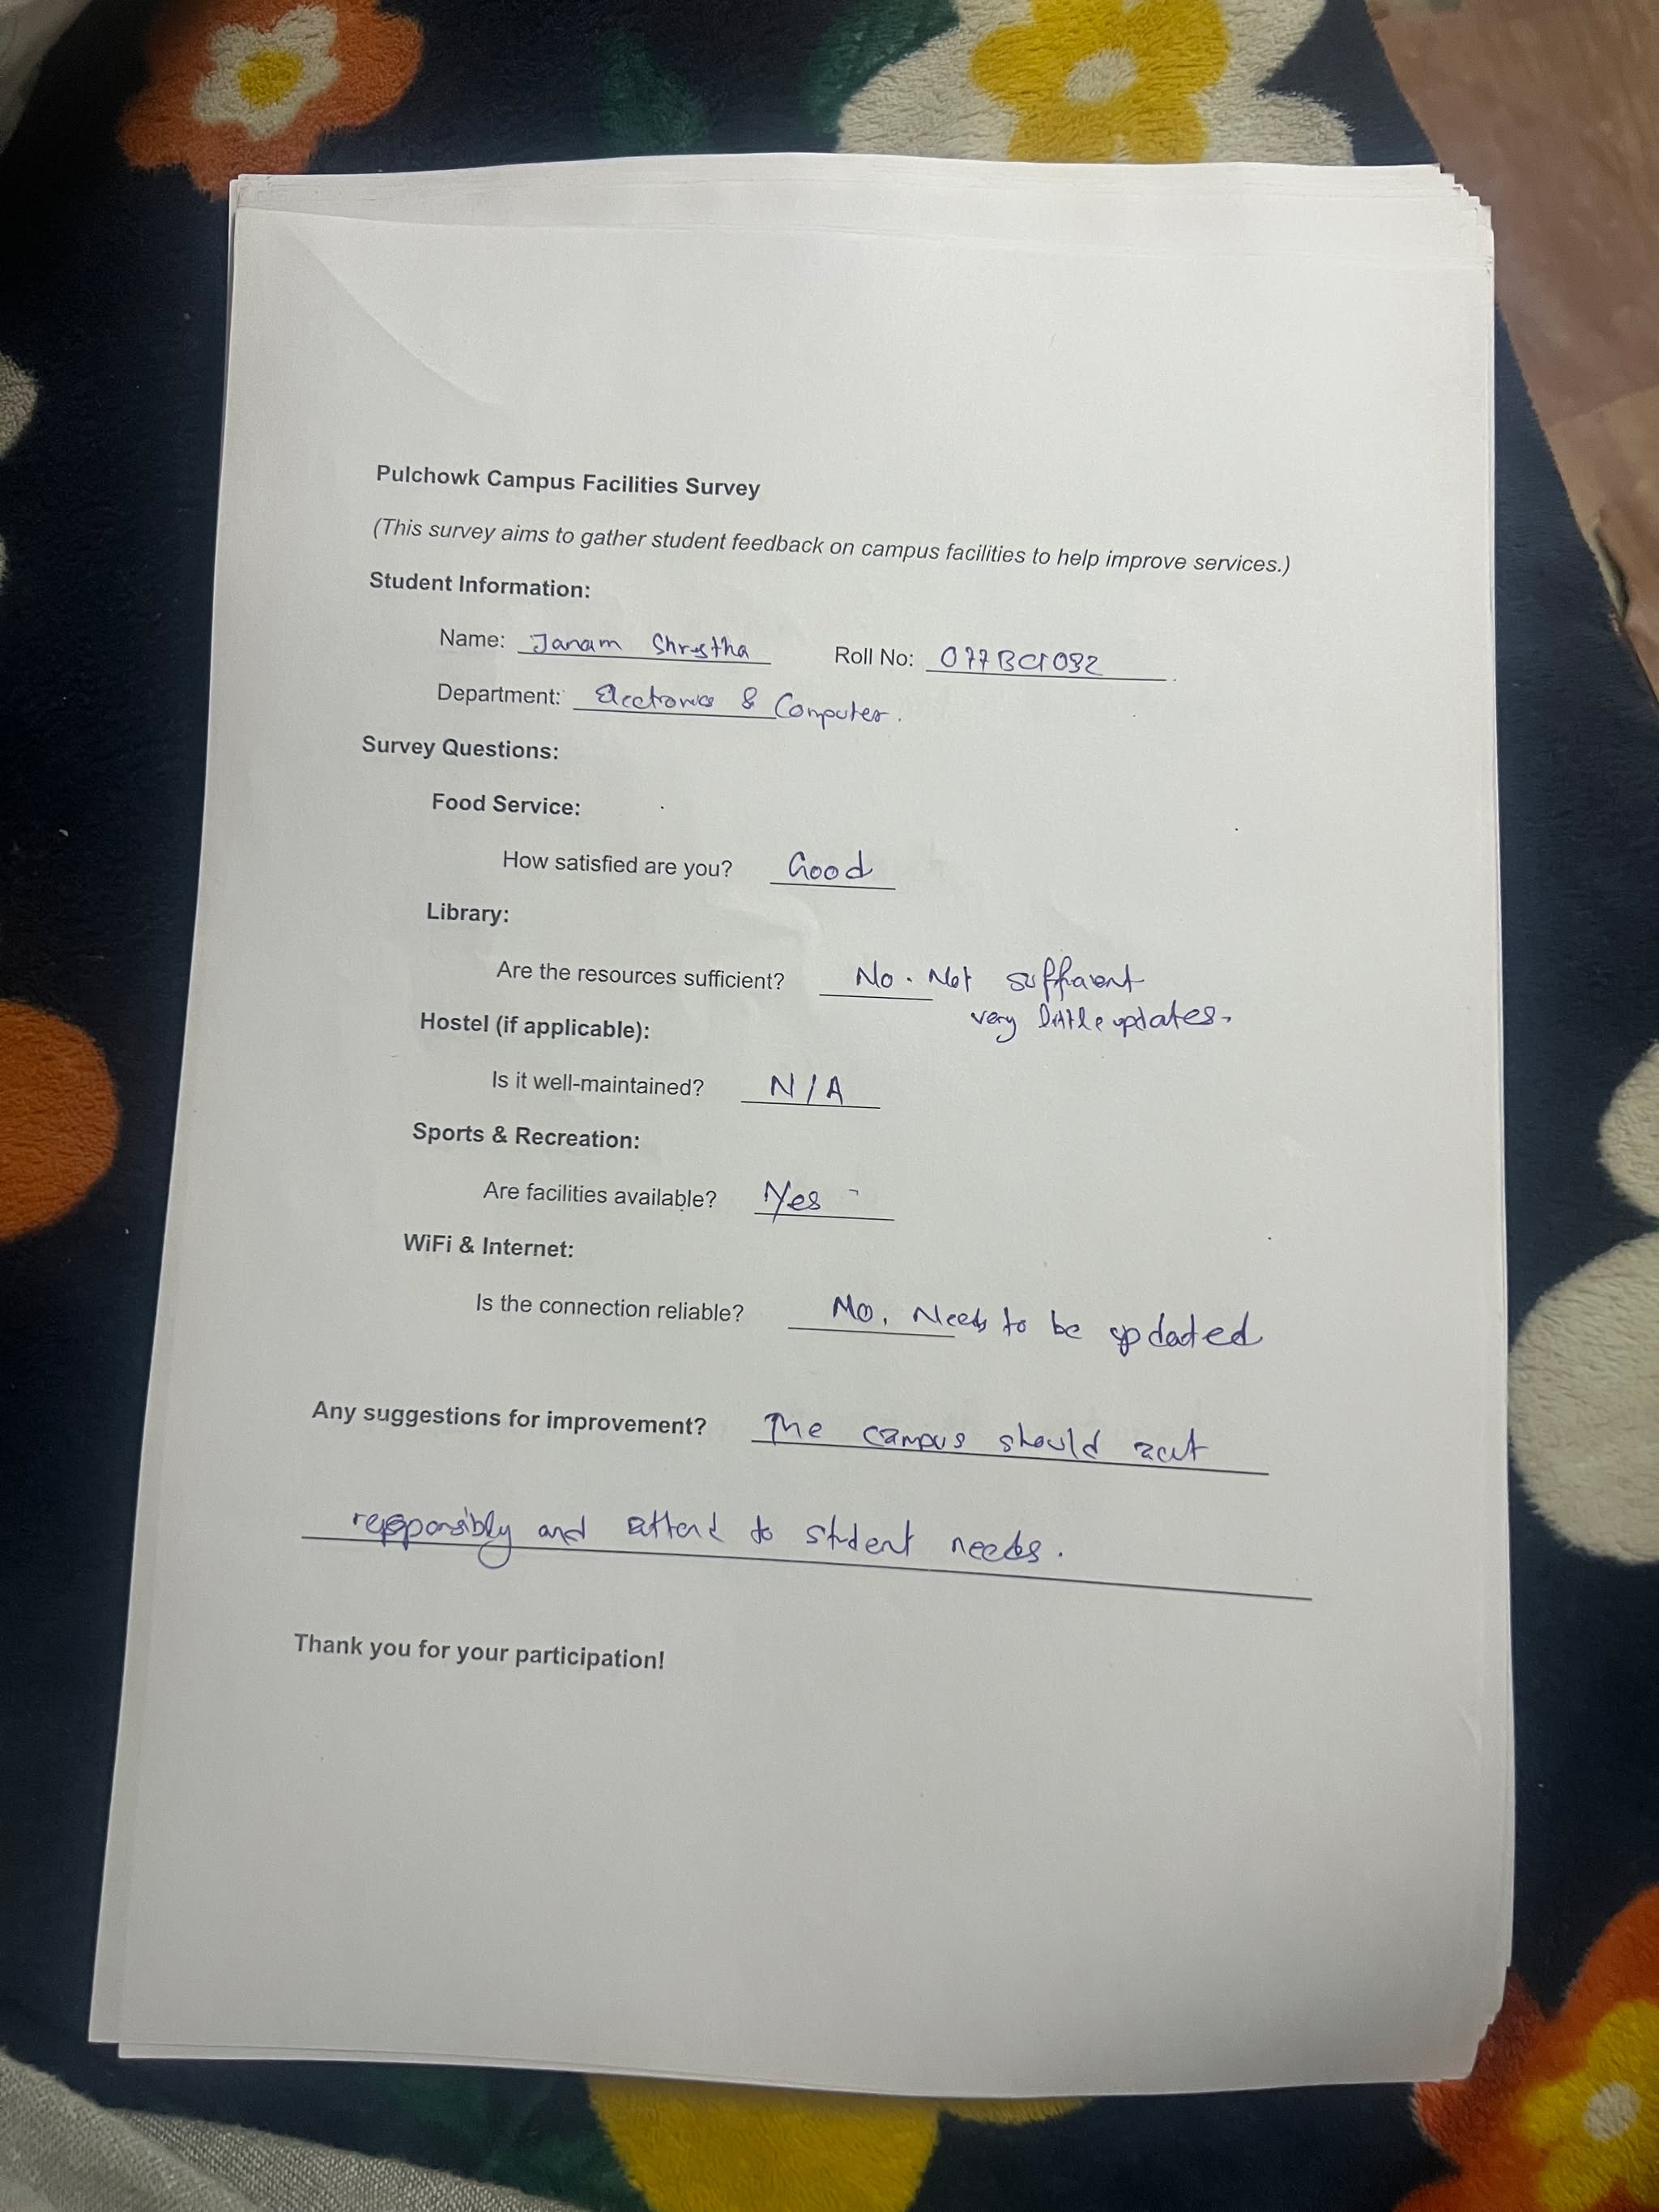 Pulchowk Campus Facilities Survey
(This survey aims to gather student feedback on campus facilities to help improve services.)
Student Information:
Name: Janam Shrestha Roll No: 077BCT032
Department: Electronics & Computer.
Survey Questions:
Food Service:
How satisfied are you? Good
Library:
Are the resources sufficient? No. Not sufficient
very little updates.
Hostel (if applicable):
Is it well-maintained? N/A
Sports & Recreation:
Are facilities available? Yes
WiFi & Internet:
Is the connection reliable? No, Needs to be updated
Any suggestions for improvement? The campus should act
responsibly and attend to student needs.
Thank you for your participation!